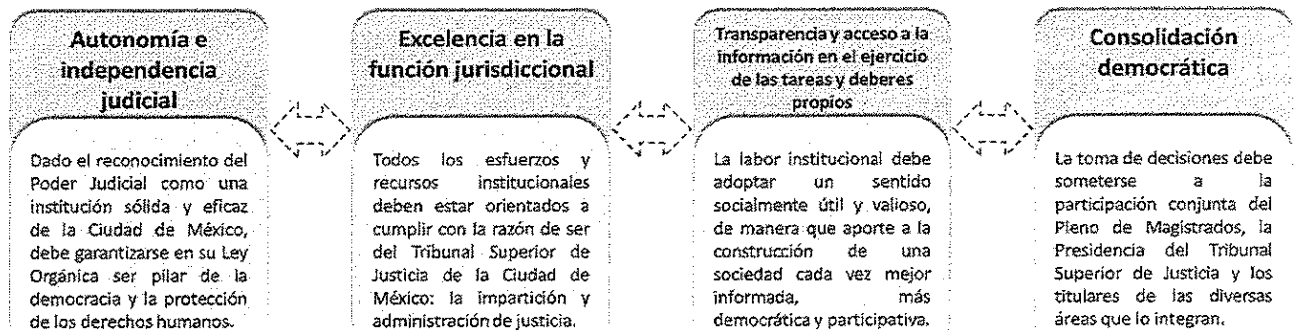 Autonomía e
independencia
judicial
Dado el reconocimiento del
Poder Judicial como una
institución sólida y eficaz
de la Ciudad de México,
debe garantizarse en su Ley
Orgánica ser pilar de la
democracia y la protección
de los derechos humanos.
Excelencia en la
función jurisdiccional
Todos los esfuerzos y
recursos institucionales
deben estar orientados a
cumplir con la razón de ser
del Tribunal Superior de
Justicia de la Ciudad de
México: la impartición y
administración de justicia.
Transparencia y acceso a la
información en el ejercicio
de las tareas y deberes
propios
La labor institucional debe
adoptar un sentido
socialmente útil y valioso,
de manera que aporte a la
construcción de una
sociedad cada vez mejor
informada, más
democrática y participativa.
Consolidación
democrática
La toma de decisiones debe
someterse a la
participación conjunta del
Pleno de Magistrados, la
Presidencia del Tribunal
Superior de Justicia y los
titulares de las diversas
áreas que lo integran.